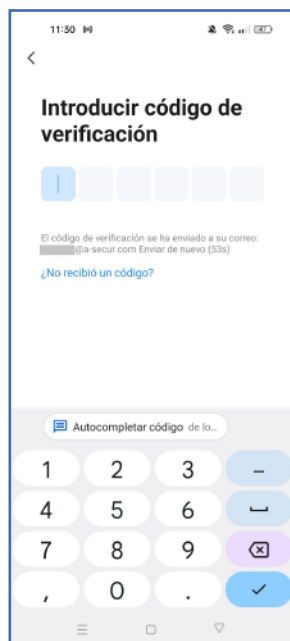 11:30
Introducir código de
verificación
El código de verificación se ha enviado a su correo:
@a-secur.com Enviar de nuevo (53s)
¿No recibió un código?
Autocompletar código de lo...
1 2 3 -
4 5 6
7 8 9
, 0 .